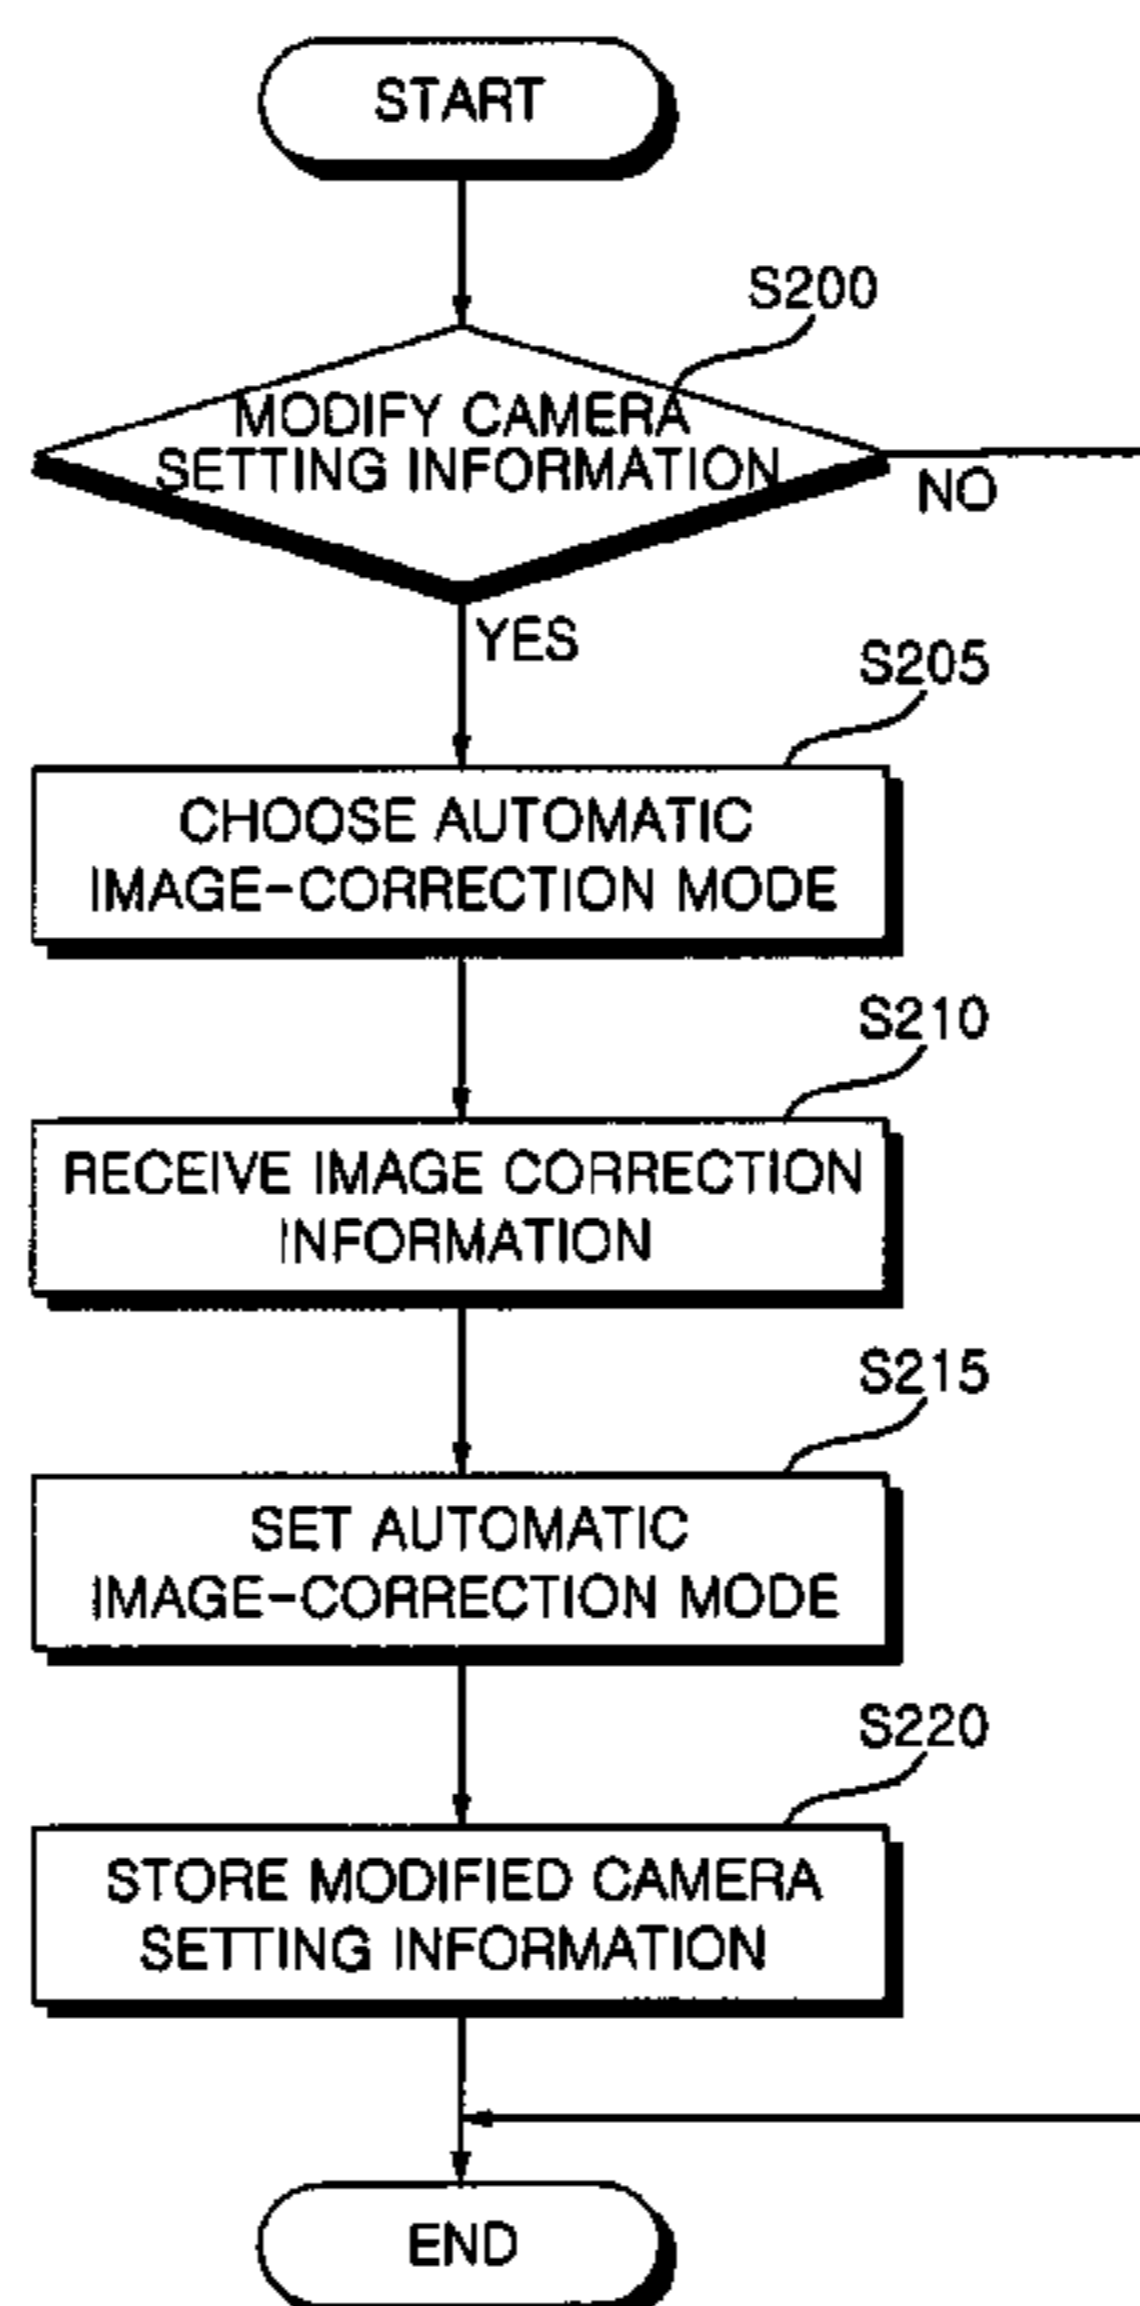 START
S200
MODIFY CAMERA
SETTING INFORMATION
NO
YES
S205
CHOOSE AUTOMATIC
IMAGE-CORRECTION MODE
S210
RECEIVE IMAGE CORRECTION
INFORMATION
S215
SET AUTOMATIC
IMAGE-CORRECTION MODE
S220
STORE MODIFIED CAMERA
SETTING INFORMATION
END